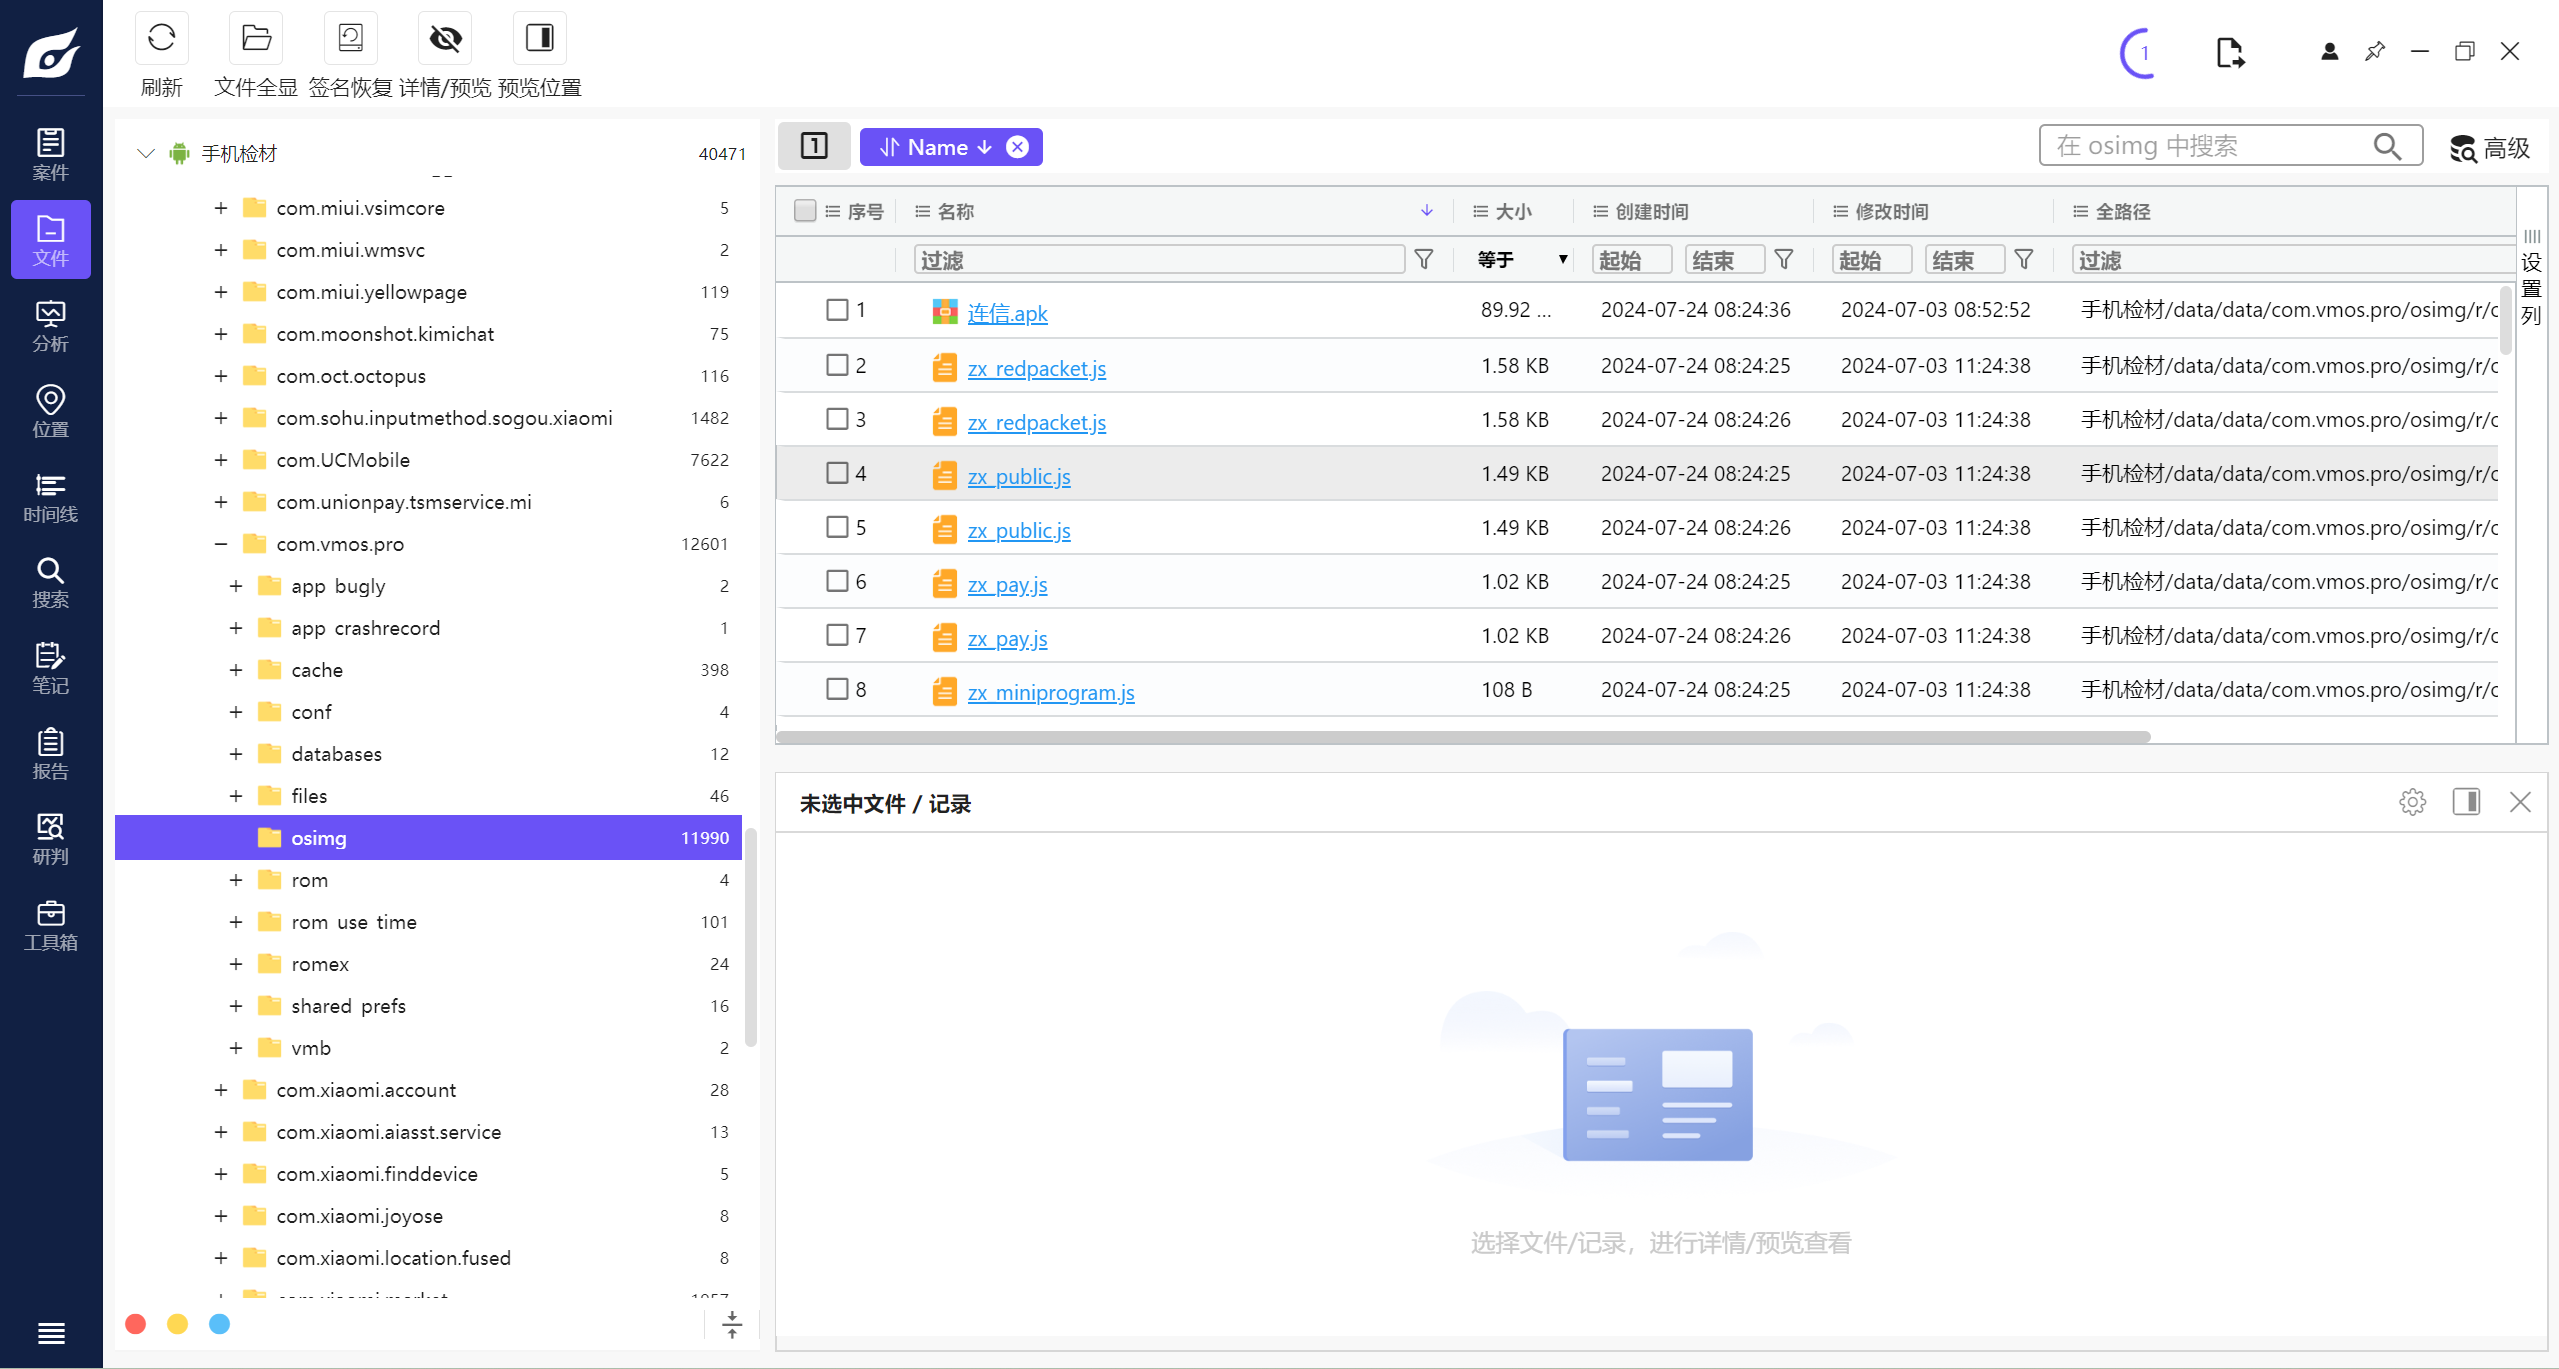 刷新
文件全显
签名恢复
详情/预览
预览位置
1
案件
文件
分析
位置
时间线
搜索
笔记
报告
研判
工具箱
手机检材 40471
com.miui.vsimcore 5
com.miui.wmsvc 2
com.miui.yellowpage 119
com.moonshot.kimichat 75
com.oct.octopus 116
com.sohu.inputmethod.sogou.xiaomi 1482
com.UCMobile 7622
com.unionpay.tsmservice.mi 6
com.vmos.pro 12601
app_bugly 2
app_crashrecord 1
cache 398
conf 4
databases 12
files 46
osimg 11990
rom 4
rom_use_time 101
romex 24
shared_prefs 16
vmb 2
com.xiaomi.account 28
com.xiaomi.aiasst.service 13
com.xiaomi.finddevice 5
com.xiaomi.joyose 8
com.xiaomi.location.fused 8
1 Name
在 osimg 中搜索
高级
序号 名称 大小 创建时间 修改时间 全路径
过滤 等于 起始 结束 起始 结束 过滤
设置列
1 连信.apk 89.92 ... 2024-07-24 08:24:36 2024-07-03 08:52:52 手机检材/data/data/com.vmos.pro/osimg/r/c
2 zx_redpacket.js 1.58 KB 2024-07-24 08:24:25 2024-07-03 11:24:38 手机检材/data/data/com.vmos.pro/osimg/r/c
3 zx_redpacket.js 1.58 KB 2024-07-24 08:24:26 2024-07-03 11:24:38 手机检材/data/data/com.vmos.pro/osimg/r/c
4 zx_public.js 1.49 KB 2024-07-24 08:24:25 2024-07-03 11:24:38 手机检材/data/data/com.vmos.pro/osimg/r/c
5 zx_public.js 1.49 KB 2024-07-24 08:24:26 2024-07-03 11:24:38 手机检材/data/data/com.vmos.pro/osimg/r/c
6 zx_pay.js 1.02 KB 2024-07-24 08:24:25 2024-07-03 11:24:38 手机检材/data/data/com.vmos.pro/osimg/r/c
7 zx_pay.js 1.02 KB 2024-07-24 08:24:26 2024-07-03 11:24:38 手机检材/data/data/com.vmos.pro/osimg/r/c
8 zx_miniprogram.js 108 B 2024-07-24 08:24:25 2024-07-03 11:24:38 手机检材/data/data/com.vmos.pro/osimg/r/c
未选中文件 / 记录
选择文件/记录，进行详情/预览查看